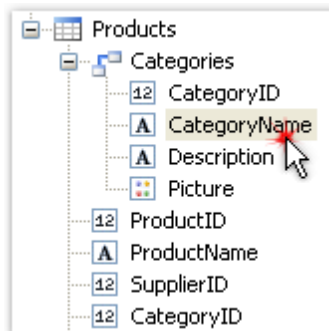 Products
Categories
12 CategoryID
A CategoryName
A Description
Picture
12 ProductID
A ProductName
12 SupplierID
12 CategoryID